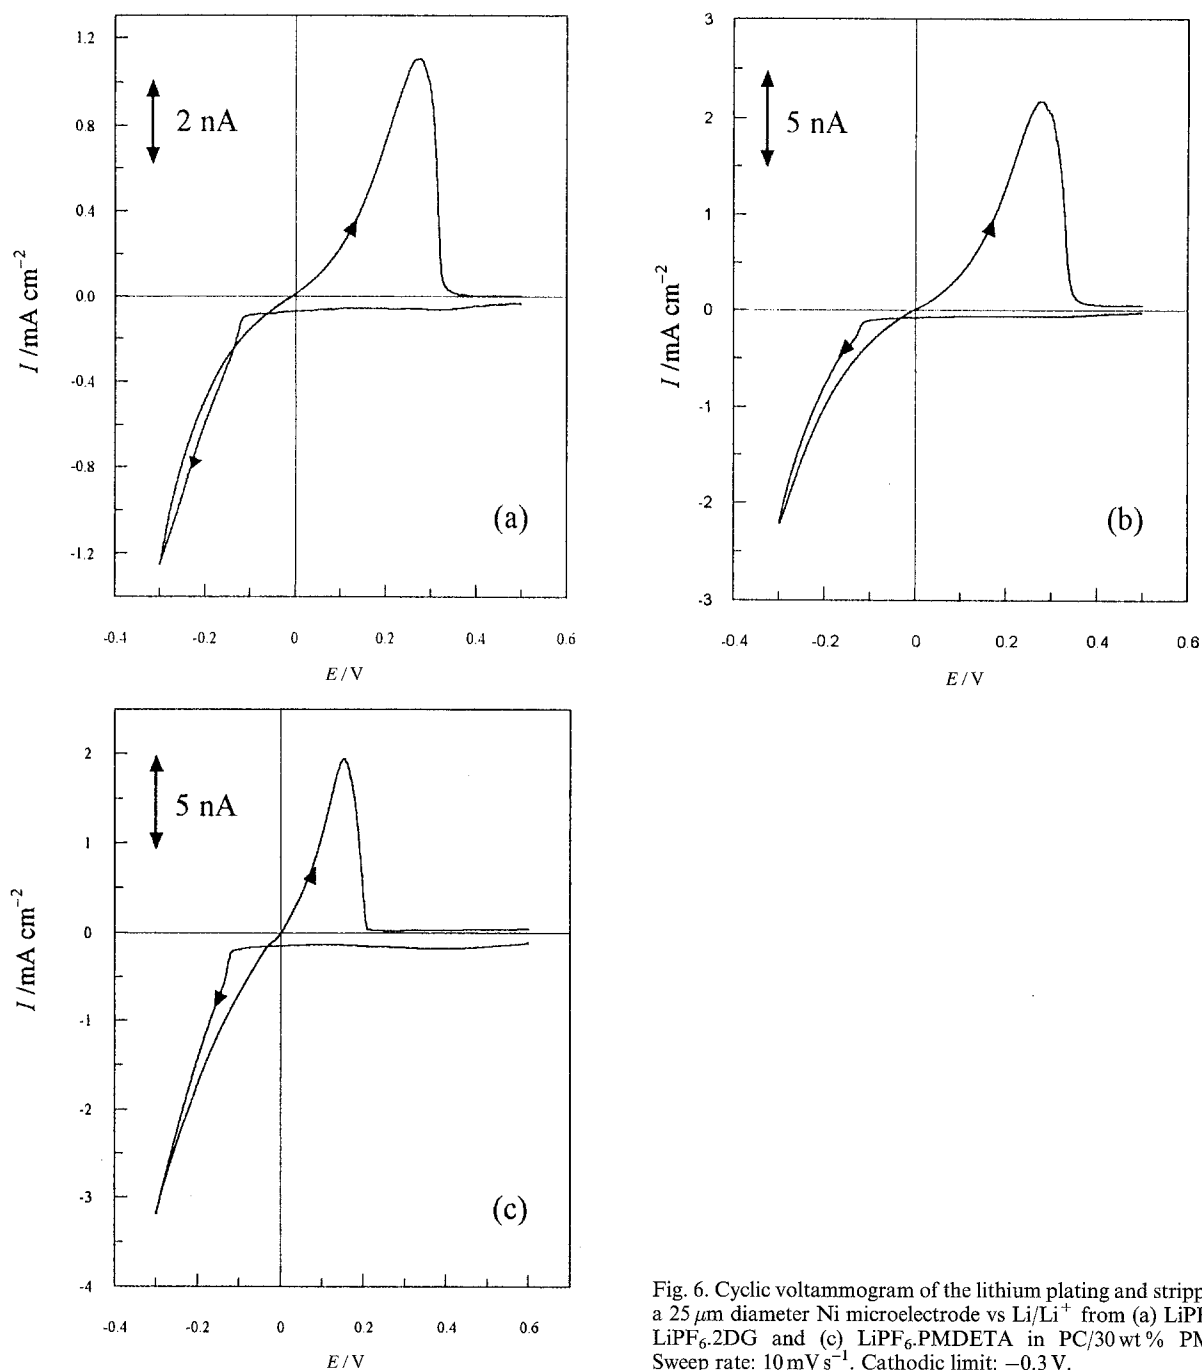 1.2
0.8
0.4
0.0
-0.4
-0.8
-1.2
2 nA
I /mA cm⁻²
(a)
-0.4 -0.2 0 0.2 0.4 0.6
E / V
3
2
1
0
-1
-2
-3
5 nA
I /mA cm⁻²
(b)
-0.4 -0.2 0 0.2 0.4 0.6
E / V
2
1
0
-1
-2
-3
-4
5 nA
I /mA cm⁻²
(c)
-0.4 -0.2 0 0.2 0.4 0.6
E / V
Fig. 6. Cyclic voltammogram of the lithium plating and
a 25 μm diameter Ni microelectrode vs Li/Li⁺ from (a)
LiPF₆.2DG and (c) LiPF₆.PMDETA in PC/30 wt %
Sweep rate: 10 mV s⁻¹. Cathodic limit: −0.3 V.